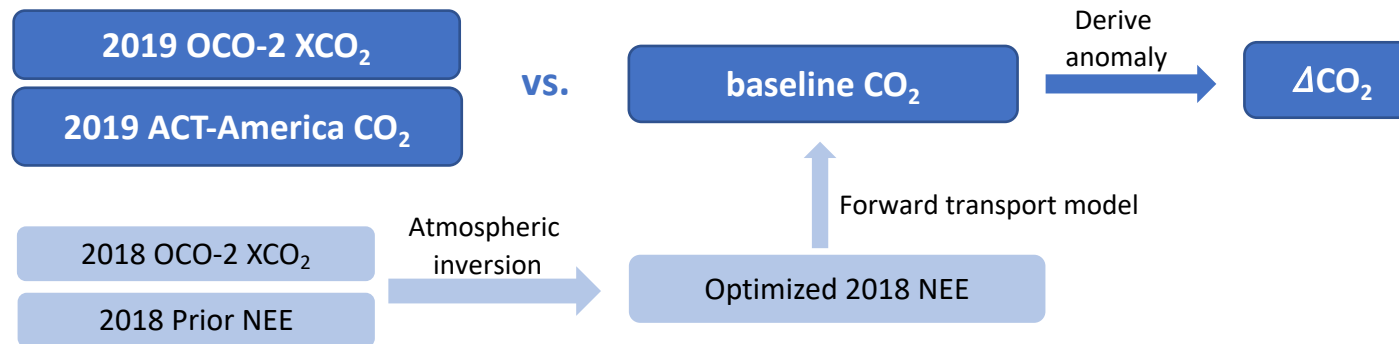 2019 OCO-2 XCO₂
2019 ACT-America CO₂
vs.
baseline CO₂
Derive
anomaly
ΔCO₂
Forward transport model
2018 OCO-2 XCO₂
2018 Prior NEE
Atmospheric
inversion
Optimized 2018 NEE